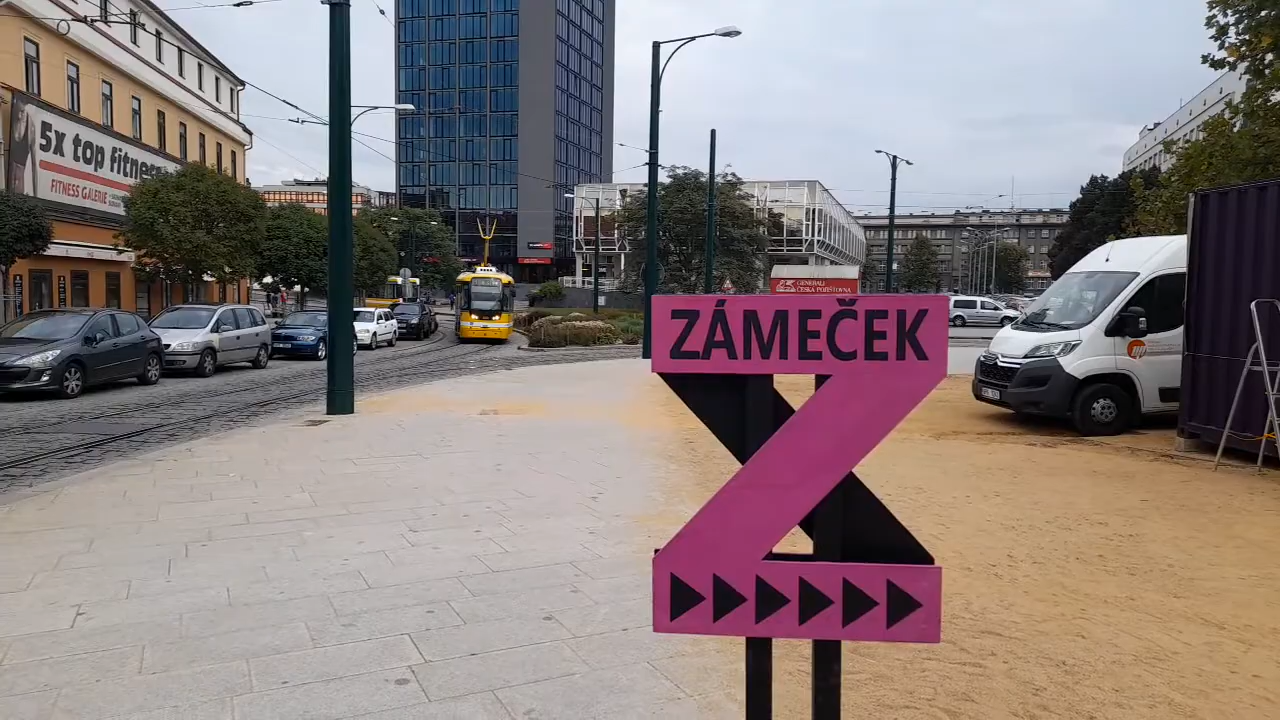 5x top fitness
FITNESS GALERIE
GENERALI
ČESKÁ POJIŠŤOVNA
ZÁMEČEK